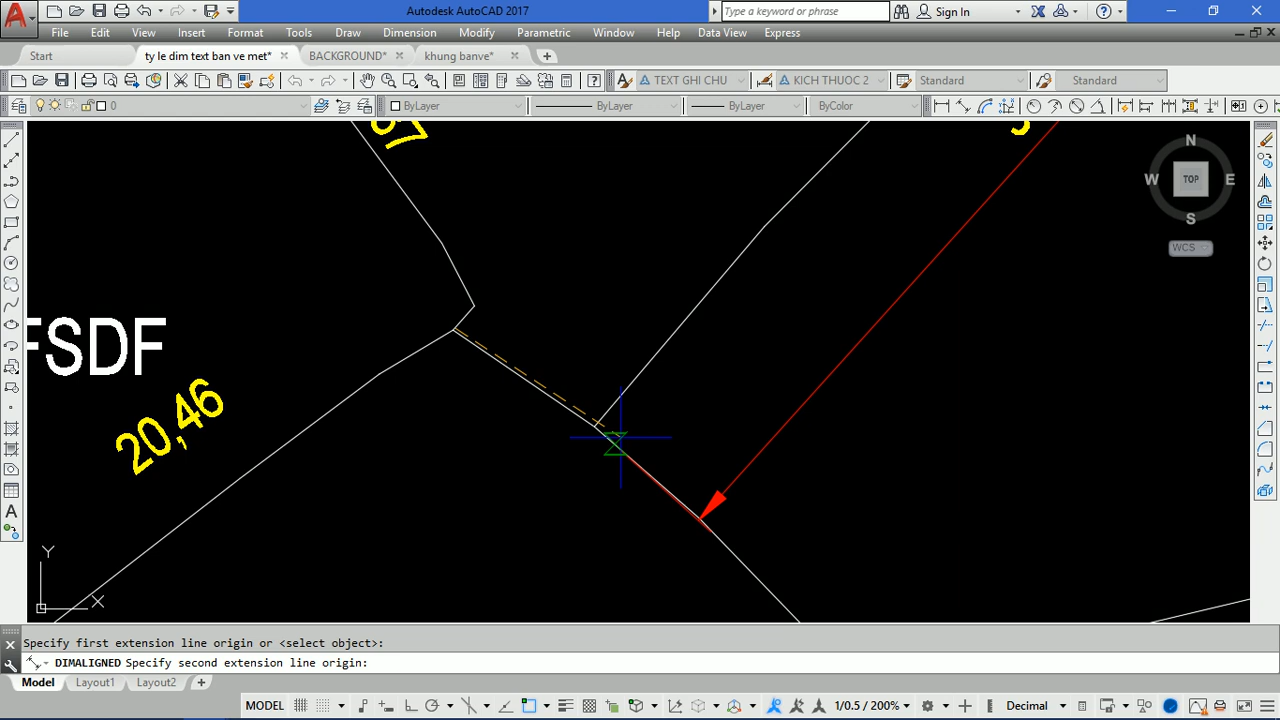 Autodesk AutoCAD 2017
Type a keyword or phrase
Sign In
File Edit View Insert Format Tools Draw Dimension Modify Parametric Window Help Data View Express
Start
ty le dim text ban ve met*
BACKGROUND*
khung banve*
TEXT GHI CHU
KICH THUOC 2
Standard
Standard
0
ByLayer
ByLayer
ByLayer
ByColor
N
W TOP E
S
WCS
FSDF
20,46
Y
X
Specify first extension line origin or <select object>:
DIMALIGNED Specify second extension line origin:
Model Layout1 Layout2
MODEL
1/0.5 / 200%
Decimal